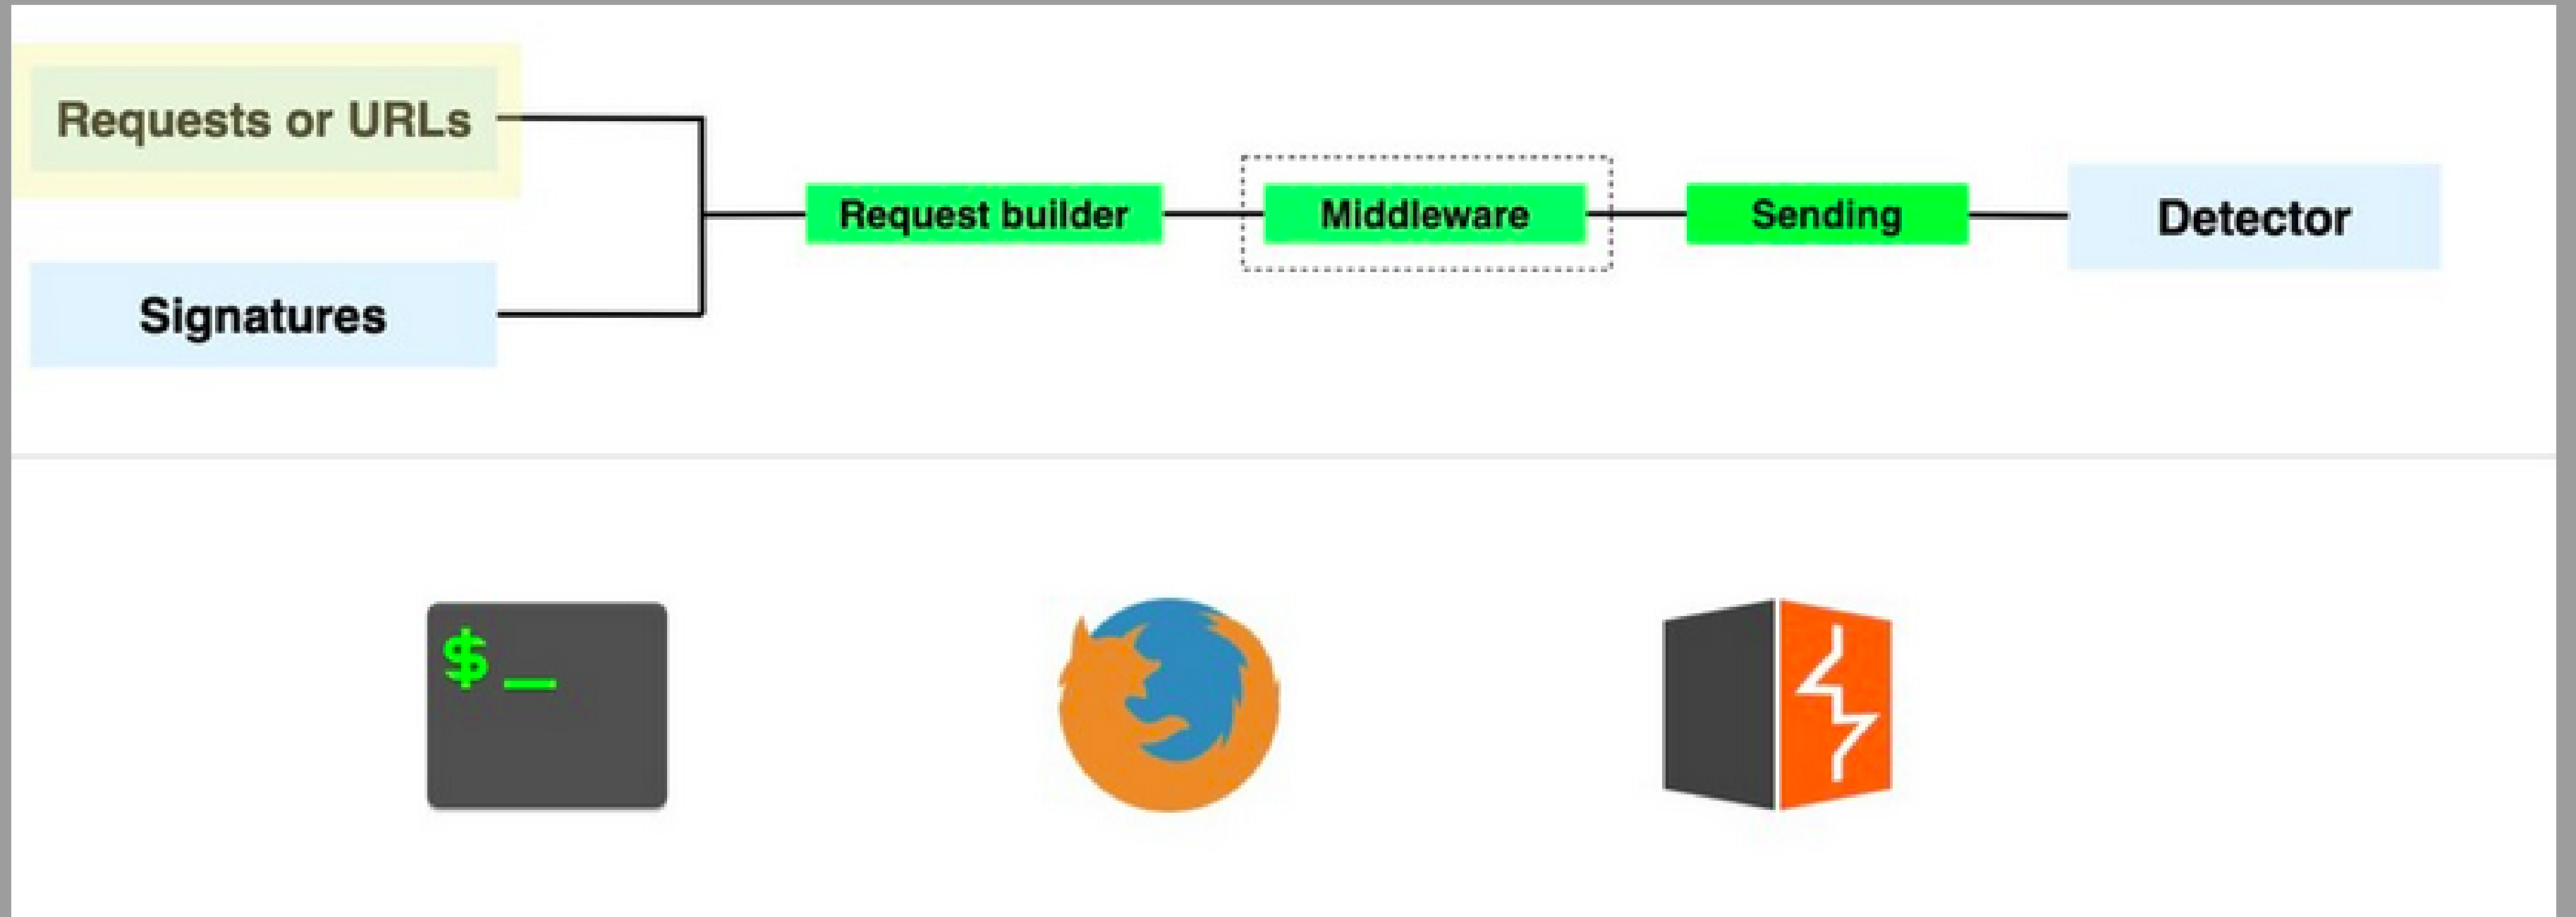 Requests or URLs
Request builder
Middleware
Sending
Detector
Signatures
$ _